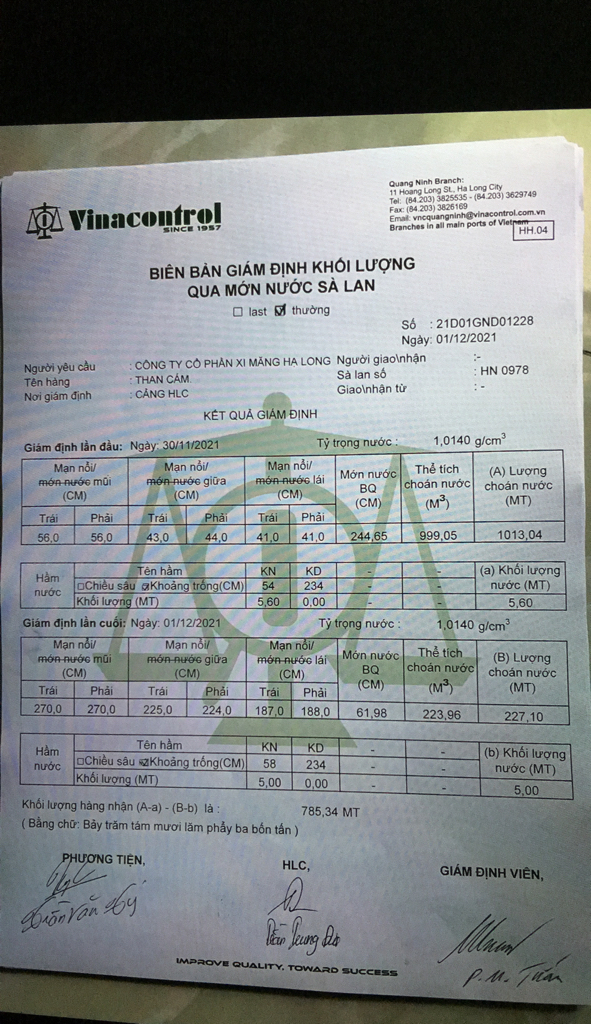 Vinacontrol
SINCE 1957
Quang Ninh Branch:
11 Hoang Long St., Ha Long City
Tel: (84.203) 3825535 - (84.203) 3629749
Fax: (84.203) 3826169
Email: vncquangninh@vinacontrol.com.vn
Branches in all main ports of Vietnam
HH.04
BIÊN BẢN GIÁM ĐỊNH KHỐI LƯỢNG
QUA MỚN NƯỚC SÀ LAN
☐ last ☑ thường
Số : 21D01GND01228
Ngày: 01/12/2021
Người yêu cầu : CÔNG TY CỔ PHẦN XI MĂNG HẠ LONG Người giao\nhận :-
Tên hàng : THAN CÁM. Sà lan số : HN 0978
Nơi giám định : CẢNG HLC Giao\nhận từ : -
KẾT QUẢ GIÁM ĐỊNH
Giám định lần đầu: Ngày: 30/11/2021 Tỷ trọng nước : 1,0140 g/cm³
Mạn nổi/ món nước mũi (CM) Mạn nổi/ món nước giữa (CM) Mạn nổi/ món nước lái (CM) Mớn nước BQ (CM) Thể tích choán nước (M³) (A) Lượng choán nước (MT)
Trái Phải Trái Phải Trái Phải
56,0 56,0 43,0 44,0 41,0 41,0 244,65 999,05 1013,04
Hầm nước Tên hầm KN KD - - (a) Khối lượng nước (MT)
☐Chiều sâu ☑Khoảng trống(CM) 54 234 - -
Khối lượng (MT) 5,60 0,00 - - 5,60
Giám định lần cuối: Ngày: 01/12/2021 Tỷ trọng nước : 1,0140 g/cm³
Mạn nổi/ món nước mũi (CM) Mạn nổi/ món nước giữa (CM) Mạn nổi/ món nước lái (CM) Mớn nước BQ (CM) Thể tích choán nước (M³) (B) Lượng choán nước (MT)
Trái Phải Trái Phải Trái Phải
270,0 270,0 225,0 224,0 187,0 188,0 61,98 223,96 227,10
Hầm nước Tên hầm KN KD - - (b) Khối lượng nước (MT)
☐Chiều sâu ☑Khoảng trống(CM) 58 234 - -
Khối lượng (MT) 5,00 0,00 - - 5,00
Khối lượng hàng nhận (A-a) - (B-b) là : 785,34 MT
( Bằng chữ: Bảy trăm tám mươi lăm phẩy ba bốn tấn )
PHƯƠNG TIỆN, HLC, GIÁM ĐỊNH VIÊN,
P.M. Tuấn
IMPROVE QUALITY, TOWARD SUCCESS